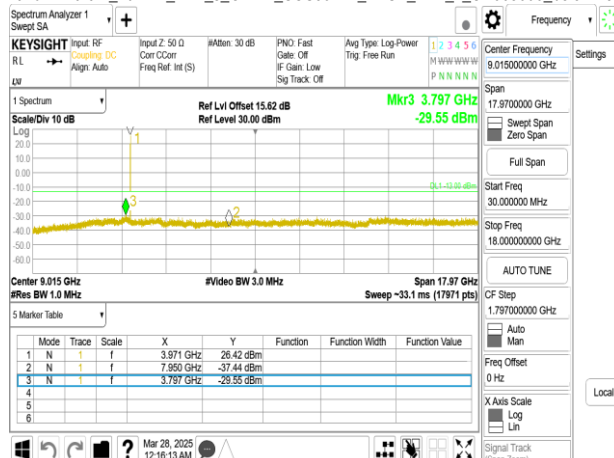 Spectrum Analyzer 1
Swept SA
Frequency
Settings
KEYSIGHT
RL
Input: RF
Coupling: DC
Align: Auto
Input Z: 50 Ω
Corr CCorr
Freq Ref: Int (S)
#Atten: 30 dB
PNO: Fast
Gate: Off
IF Gain: Low
Sig Track: Off
Avg Type: Log-Power
Trig: Free Run
1 2 3 4 5 6
M W W W W W
P N N N N N
1 Spectrum
Scale/Div 10 dB
Ref Lvl Offset 15.62 dB
Ref Level 30.00 dBm
Mkr3 3.797 GHz
-29.55 dBm
Log
20.0
10.0
0.00
-10.0
-20.0
-30.0
-40.0
-50.0
-60.0
1
2
3
DL1 -13.00 dBm
Center 9.015 GHz
#Res BW 1.0 MHz
#Video BW 3.0 MHz
Span 17.97 GHz
Sweep ~33.1 ms (17971 pts)
5 Marker Table
Mode Trace Scale X Y Function Function Width Function Value
1 N 1 f 3.971 GHz 26.42 dBm
2 N 1 f 7.950 GHz -37.44 dBm
3 N 1 f 3.797 GHz -29.55 dBm
4
5
6
Mar 28, 2025
12:16:13 AM
Center Frequency
9.015000000 GHz
Span
17.9700000 GHz
Swept Span
Zero Span
Full Span
Start Freq
30.000000 MHz
Stop Freq
18.000000000 GHz
AUTO TUNE
CF Step
1.797000000 GHz
Auto
Man
Freq Offset
0 Hz
X Axis Scale
Log
Lin
Signal Track
Local